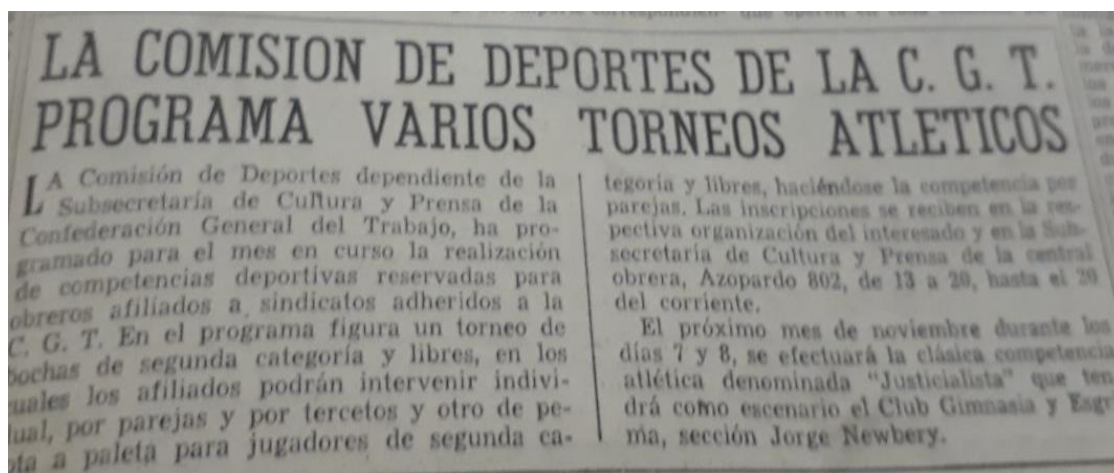 LA COMISION DE DEPORTES DE LA C. G. T.
PROGRAMA VARIOS TORNEOS ATLETICOS
LA Comisión de Deportes dependiente de la
Subsecretaría de Cultura y Prensa de la
Confederación General del Trabajo, ha pro-
gramado para el mes en curso la realización
de competencias deportivas reservadas para
obreros afiliados a sindicatos adheridos a la
C. G. T. En el programa figura un torneo de
bochas de segunda categoría y libres, en los
cuales los afiliados podrán intervenir indivi-
dual, por parejas y por tercetos y otro de pe-
ota a paleta para jugadores de segunda ca-
tegoría y libres, haciéndose la competencia por
parejas. Las inscripciones se reciben en la res-
pectiva organización del interesado y en la Sub-
secretaría de Cultura y Prensa de la central
obrera, Azopardo 802, de 13 a 20, hasta el 20
del corriente.
El próximo mes de noviembre durante los
días 7 y 8, se efectuará la clásica competencia
atlética denominada "Justicialista" que ten
drá como escenario el Club Gimnasia y Esgr
ma, sección Jorge Newbery.